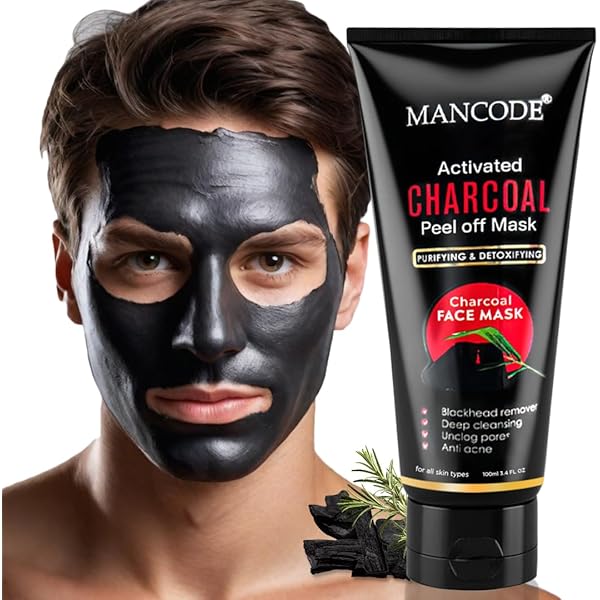 MANCODE®
Activated
CHARCOAL
Peel off Mask
PURIFYING & DETOXIFYING
Charcoal
FACE MASK
Blackhead remover
Deep cleansing
Unclog pores
Anti acne
for all skin types 100ml 3.4 FL OZ